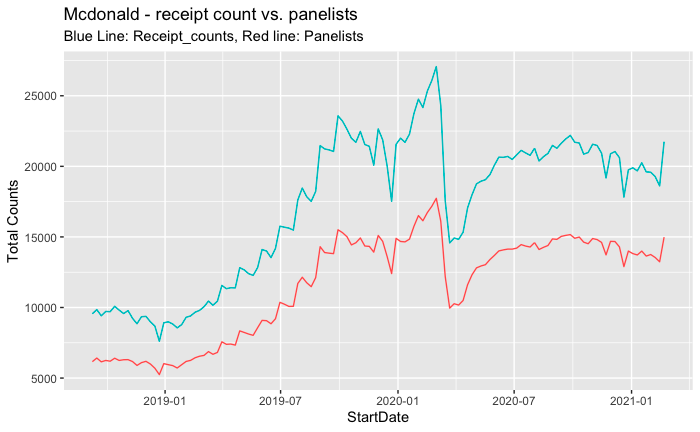 Mcdonald - receipt count vs. panelists
Blue Line: Receipt_counts, Red line: Panelists
Total Counts
25000
20000
15000
10000
5000
2019-01 2019-07 2020-01 2020-07 2021-01
StartDate